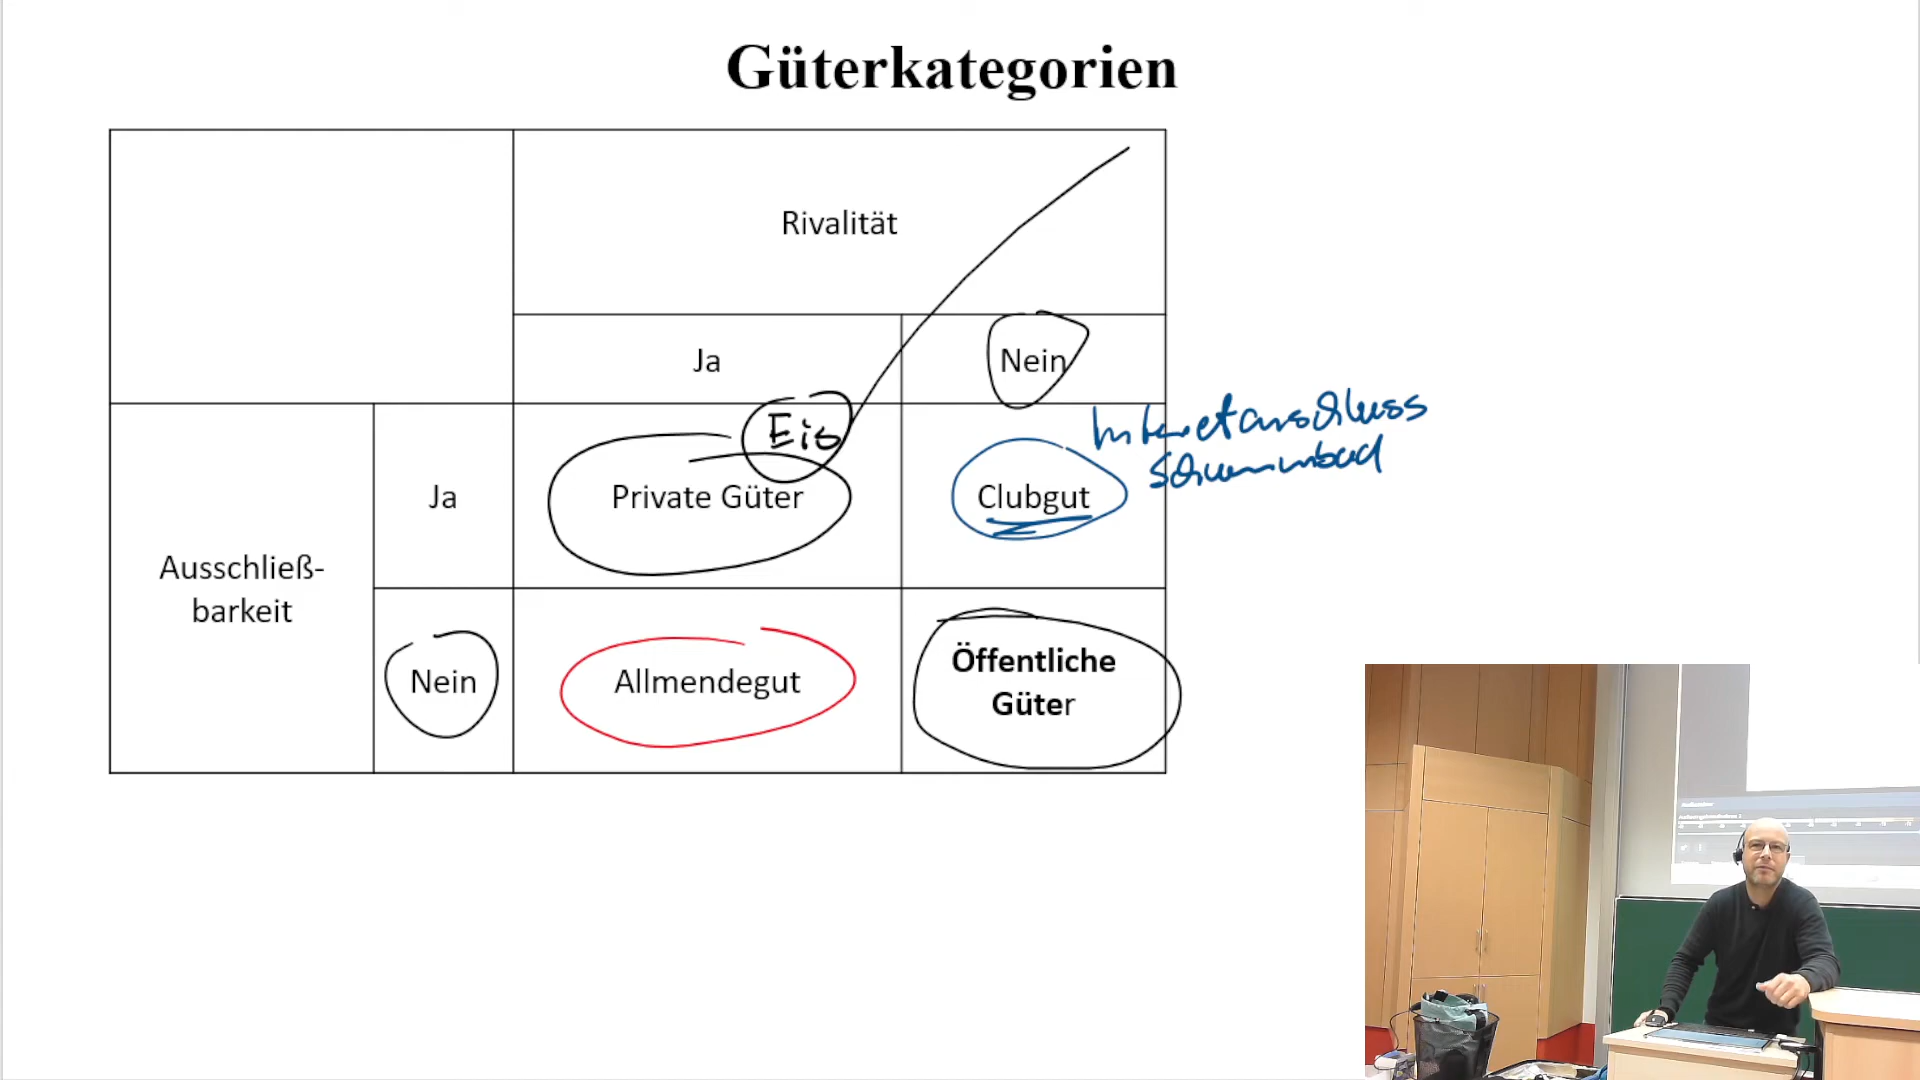 Güterkategorien
Rivalität
Ja
Nein
Eis
Internetanschluss
Schwimmbad
Ja
Private Güter
Clubgut
Ausschließ-
barkeit
Nein
Allmendegut
Öffentliche
Güter